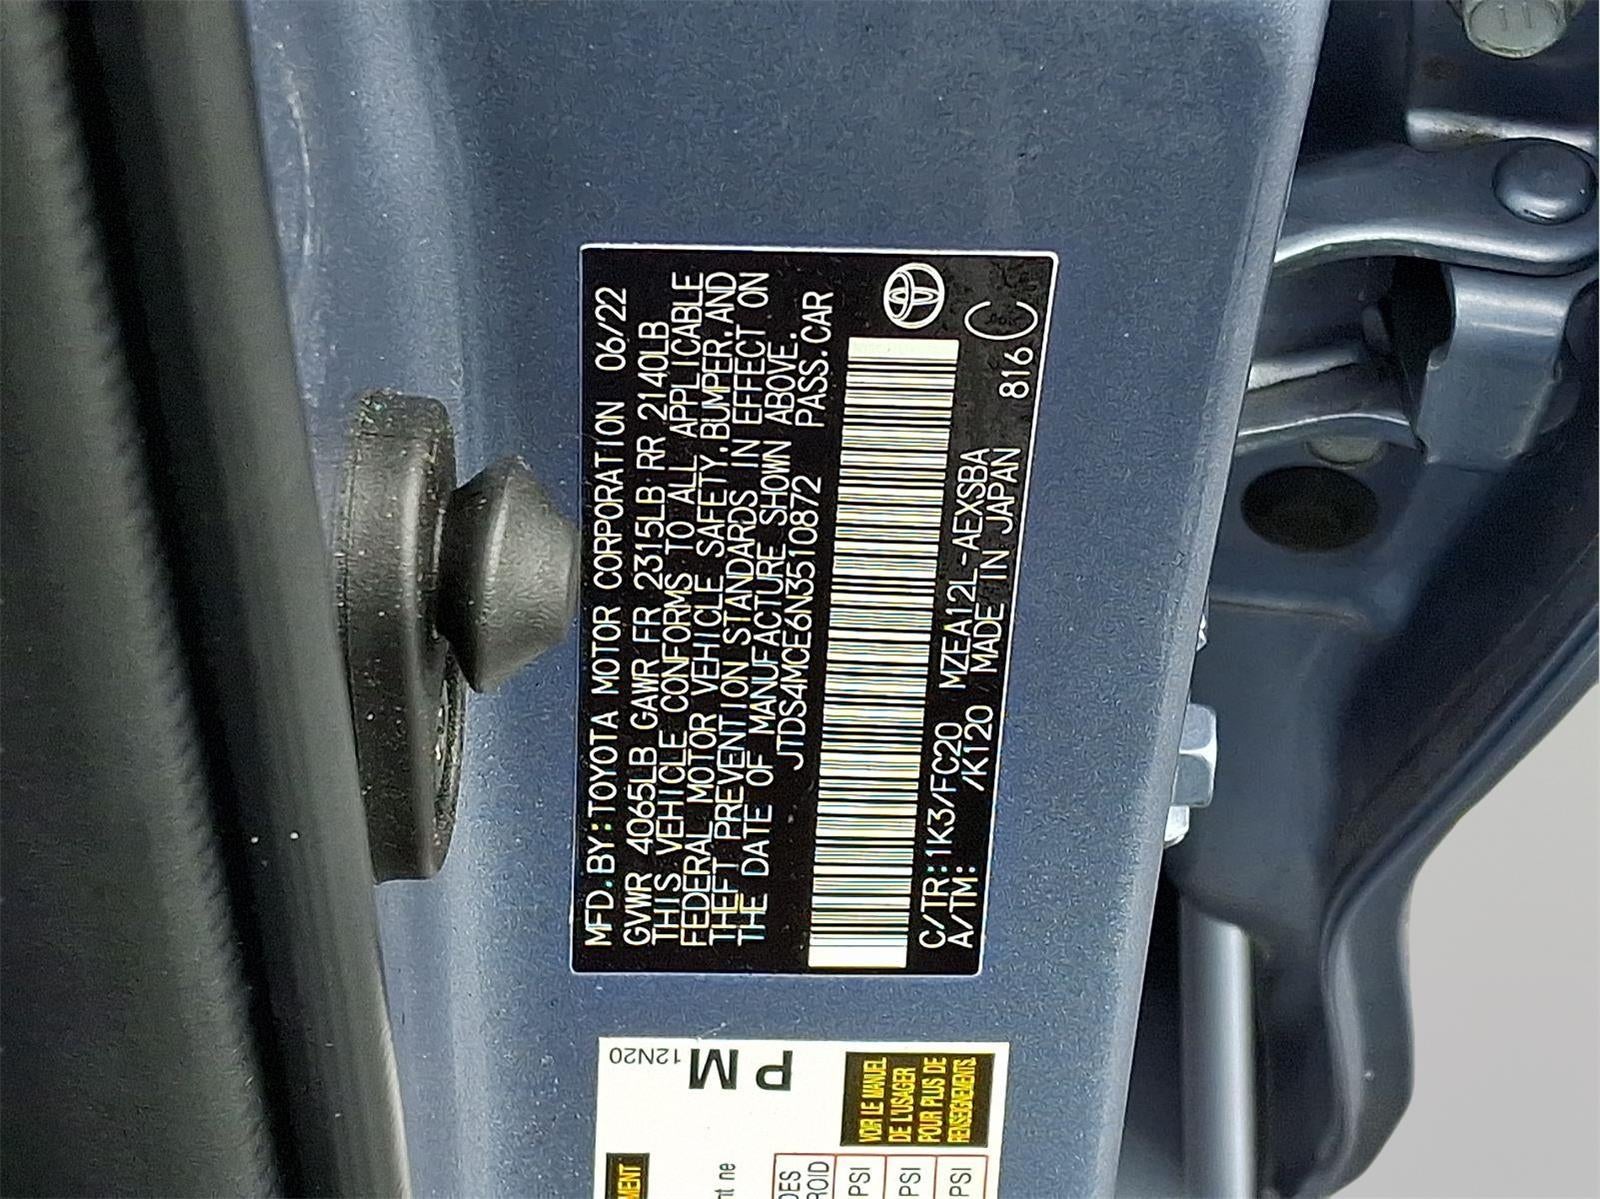 MFD.BY:TOYOTA MOTOR CORPORATION 06/22
GVWR 4065LB GAWR FR 2315LB RR 2140LB
THIS VEHICLE CONFORMS TO ALL APPLICABLE
FEDERAL MOTOR VEHICLE SAFETY,BUMPER,AND
THEFT PREVENTION STANDARDS IN EFFECT ON
THE DATE OF MANUFACTURE SHOWN ABOVE.
JTDS4MCE6N3510872 PASS.CAR
C/TR:1K3/FC20 MZEA12L-AEXSBA
A/TM: /K120 MADE IN JAPAN 816 C
PM
12N20
VOIR LE MANUEL
DE L'USAGER
POUR PLUS DE
RENSEIGNEMENTS.
PSI
PSI
PSI